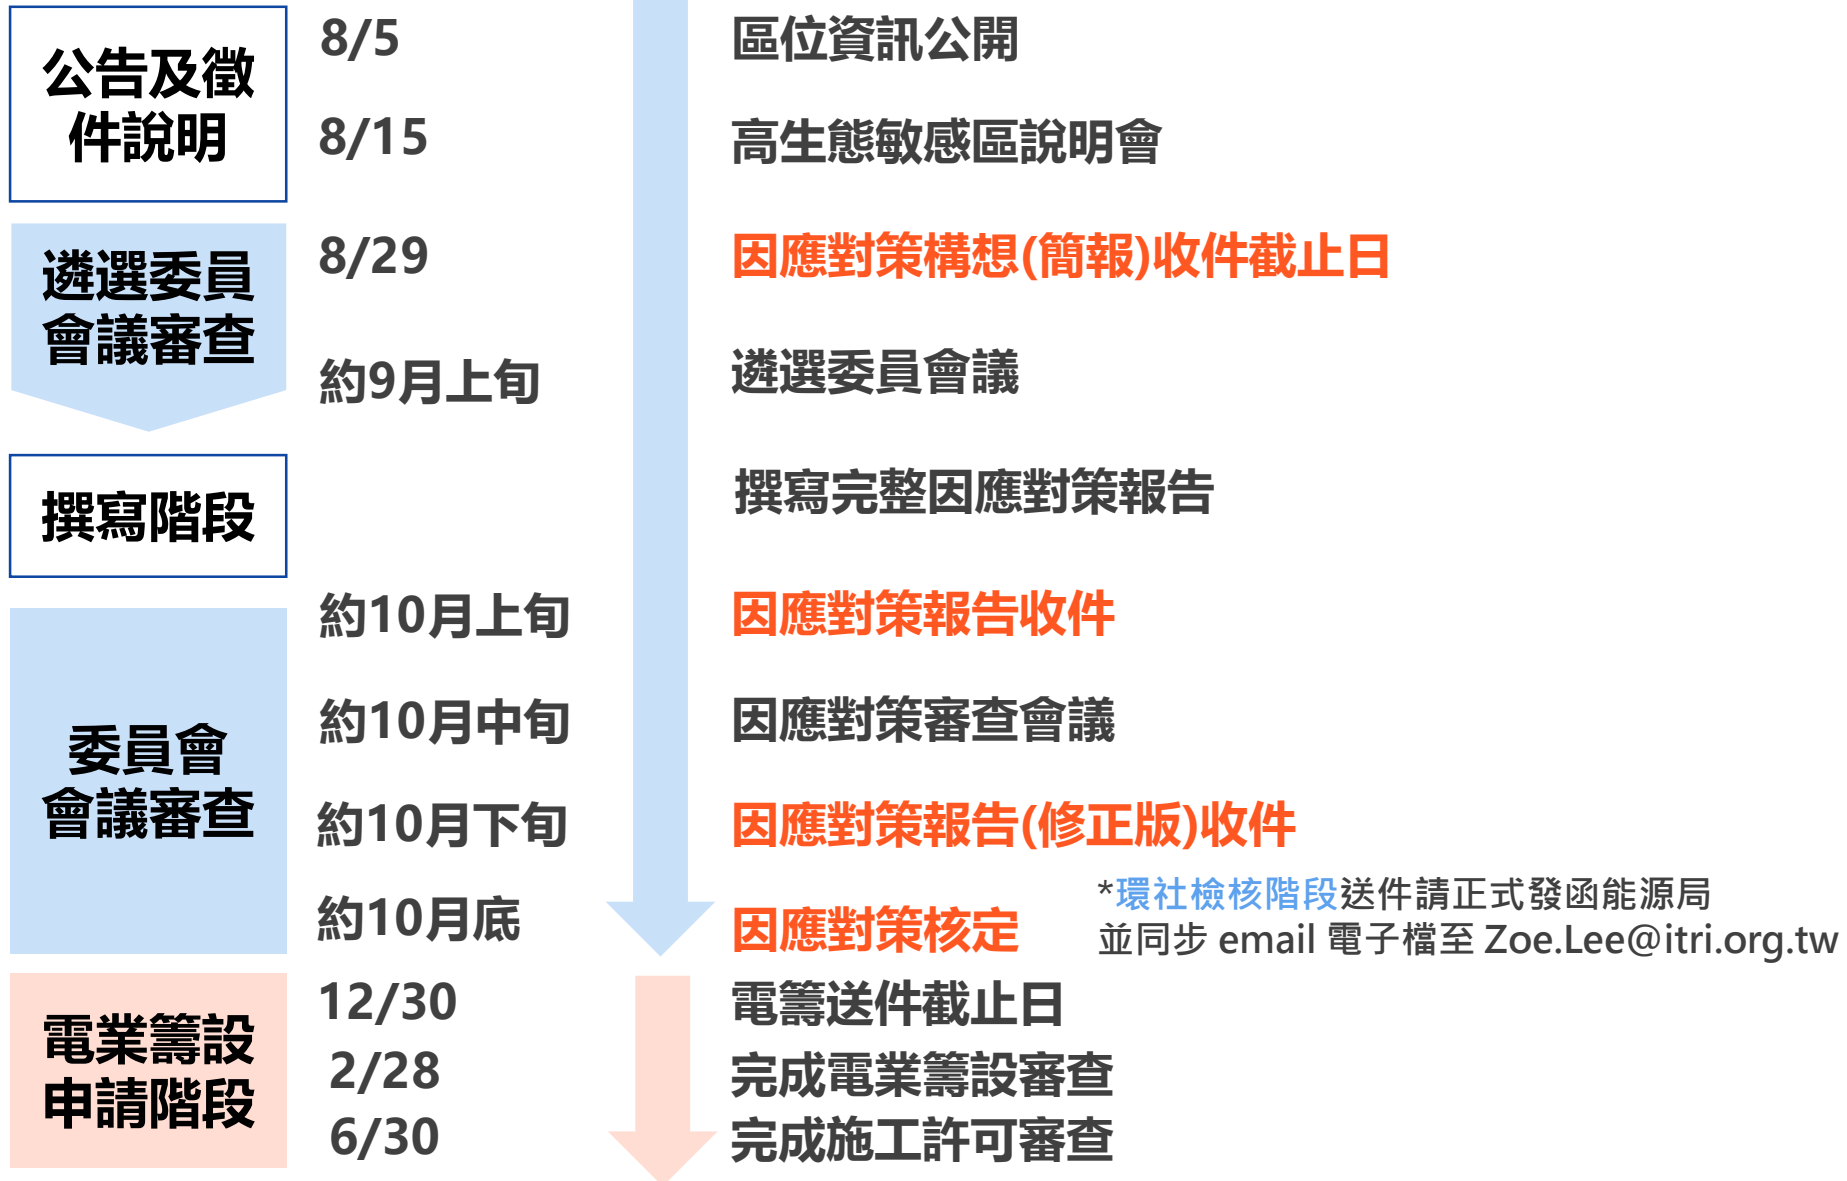 公告及徵
件說明
8/5
區位資訊公開
8/15
高生態敏感區說明會
遴選委員
會議審查
8/29
因應對策構想(簡報)收件截止日
約9月上旬
遴選委員會議
撰寫階段
撰寫完整因應對策報告
委員會
會議審查
約10月上旬
因應對策報告收件
約10月中旬
因應對策審查會議
約10月下旬
因應對策報告(修正版)收件
約10月底
因應對策核定
*環社檢核階段送件請正式發函能源局
並同步 email 電子檔至 Zoe.Lee@itri.org.tw
電業籌設
申請階段
12/30
電籌送件截止日
2/28
完成電業籌設審查
6/30
完成施工許可審查